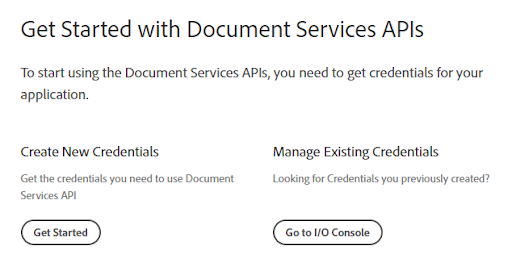 Get Started with Document Services APIs
To start using the Document Services APIs, you need to get credentials for your
application.
Create New Credentials
Get the credentials you need to use Document
Services API
Get Started
Manage Existing Credentials
Looking for Credentials you previously created?
Go to I/O Console